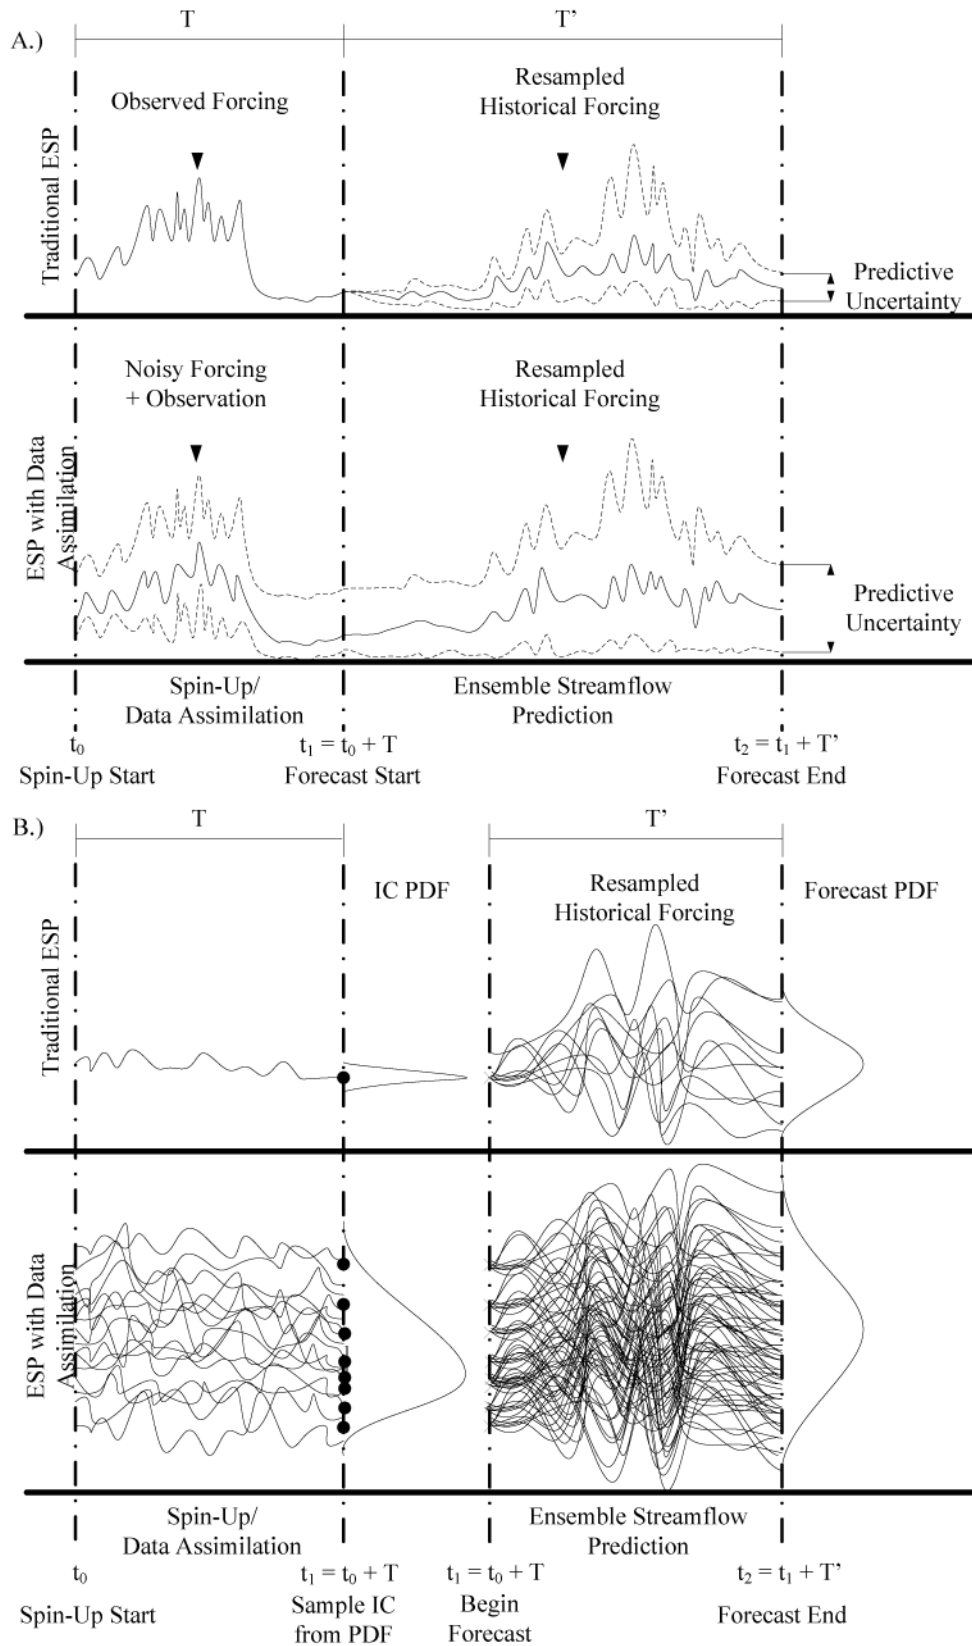 A.)
T
T'
Observed Forcing
Resampled
Historical Forcing
Traditional ESP
Predictive
Uncertainty
Noisy Forcing
+ Observation
Resampled
Historical Forcing
ESP with Data
Assimilation
Predictive
Uncertainty
Spin-Up/
Data Assimilation
Ensemble Streamflow
Prediction
t₀
Spin-Up Start
t₁ = t₀ + T
Forecast Start
t₂ = t₁ + T'
Forecast End
B.)
T
T'
IC PDF
Resampled
Historical Forcing
Forecast PDF
Traditional ESP
ESP with Data
Assimilation
Spin-Up/
Data Assimilation
Ensemble Streamflow
Prediction
t₀
Spin-Up Start
t₁ = t₀ + T
Sample IC
from PDF
t₁ = t₀ + T
Begin
Forecast
t₂ = t₁ + T'
Forecast End